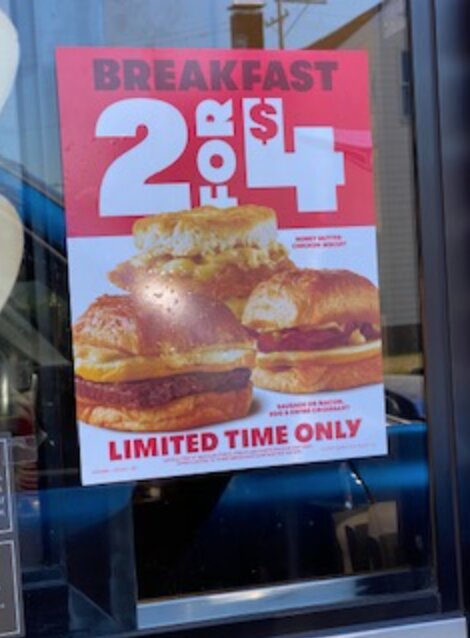 BREAKFAST
2 FOR $4
HONEY BUTTER
CHICKEN BISCUIT
SAUSAGE OR BACON,
EGG & SWISS CROISSANT
LIMITED TIME ONLY